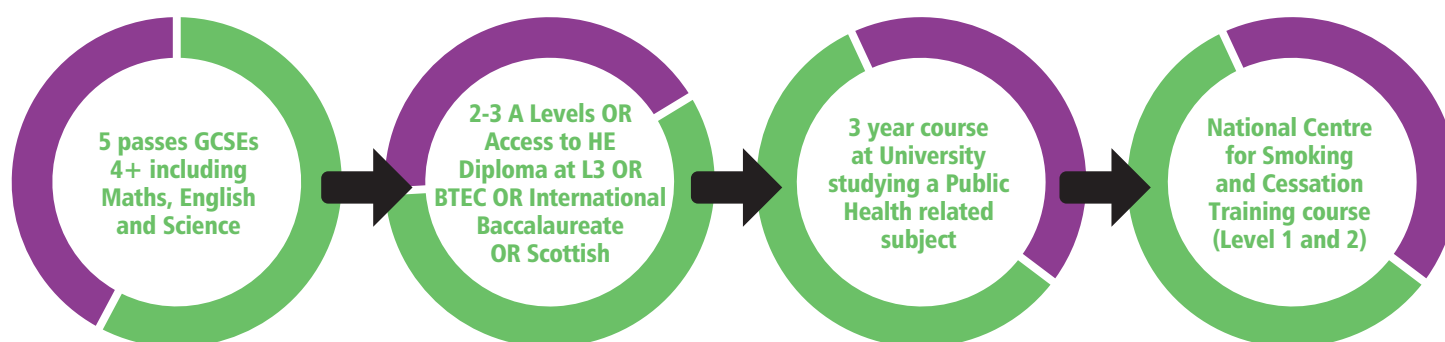 5 passes GCSEs
4+ including
Maths, English
and Science
2-3 A Levels OR
Access to HE
Diploma at L3 OR
BTEC OR International
Baccalaureate
OR Scottish
3 year course
at University
studying a Public
Health related
subject
National Centre
for Smoking
and Cessation
Training course
(Level 1 and 2)